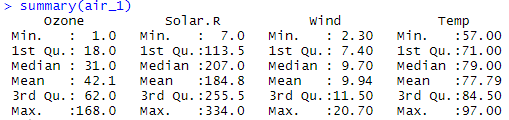 > summary(air_1)
     Ozone          Solar.R           Wind            Temp
 Min.   :  1.0   Min.   :  7.0   Min.   : 2.30   Min.   :57.00
 1st Qu.: 18.0   1st Qu.:113.5   1st Qu.: 7.40   1st Qu.:71.00
 Median : 31.0   Median :207.0   Median : 9.70   Median :79.00
 Mean   : 42.1   Mean   :184.8   Mean   : 9.94   Mean   :77.79
 3rd Qu.: 62.0   3rd Qu.:255.5   3rd Qu.:11.50   3rd Qu.:84.50
 Max.   :168.0   Max.   :334.0   Max.   :20.70   Max.   :97.00